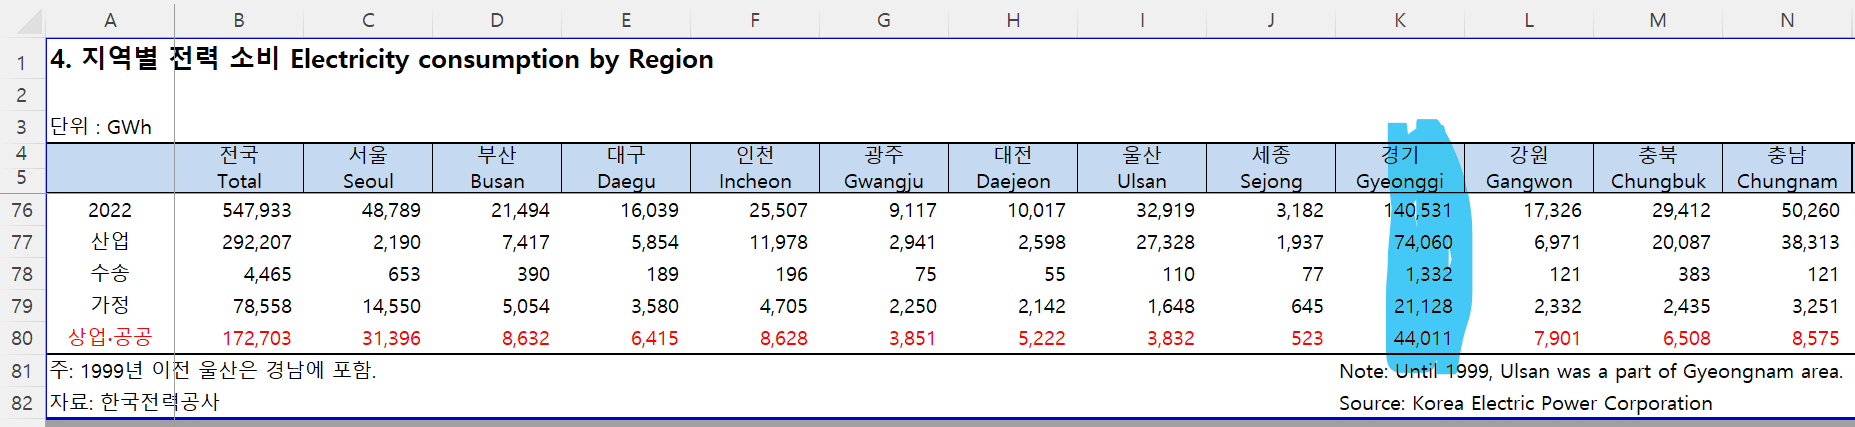 A B C D E F G H I J K L M N
1 4. 지역별 전력 소비 Electricity consumption by Region
2
3 단위 : GWh
4 전국 서울 부산 대구 인천 광주 대전 울산 세종 경기 강원 충북 충남
5 Total Seoul Busan Daegu Incheon Gwangju Daejeon Ulsan Sejong Gyeonggi Gangwon Chungbuk Chungnam
76 2022 547,933 48,789 21,494 16,039 25,507 9,117 10,017 32,919 3,182 140,531 17,326 29,412 50,260
77 산업 292,207 2,190 7,417 5,854 11,978 2,941 2,598 27,328 1,937 74,060 6,971 20,087 38,313
78 수송 4,465 653 390 189 196 75 55 110 77 1,332 121 383 121
79 가정 78,558 14,550 5,054 3,580 4,705 2,250 2,142 1,648 645 21,128 2,332 2,435 3,251
80 상업·공공 172,703 31,396 8,632 6,415 8,628 3,851 5,222 3,832 523 44,011 7,901 6,508 8,575
81 주: 1999년 이전 울산은 경남에 포함. Note: Until 1999, Ulsan was a part of Gyeongnam area.
82 자료: 한국전력공사 Source: Korea Electric Power Corporation